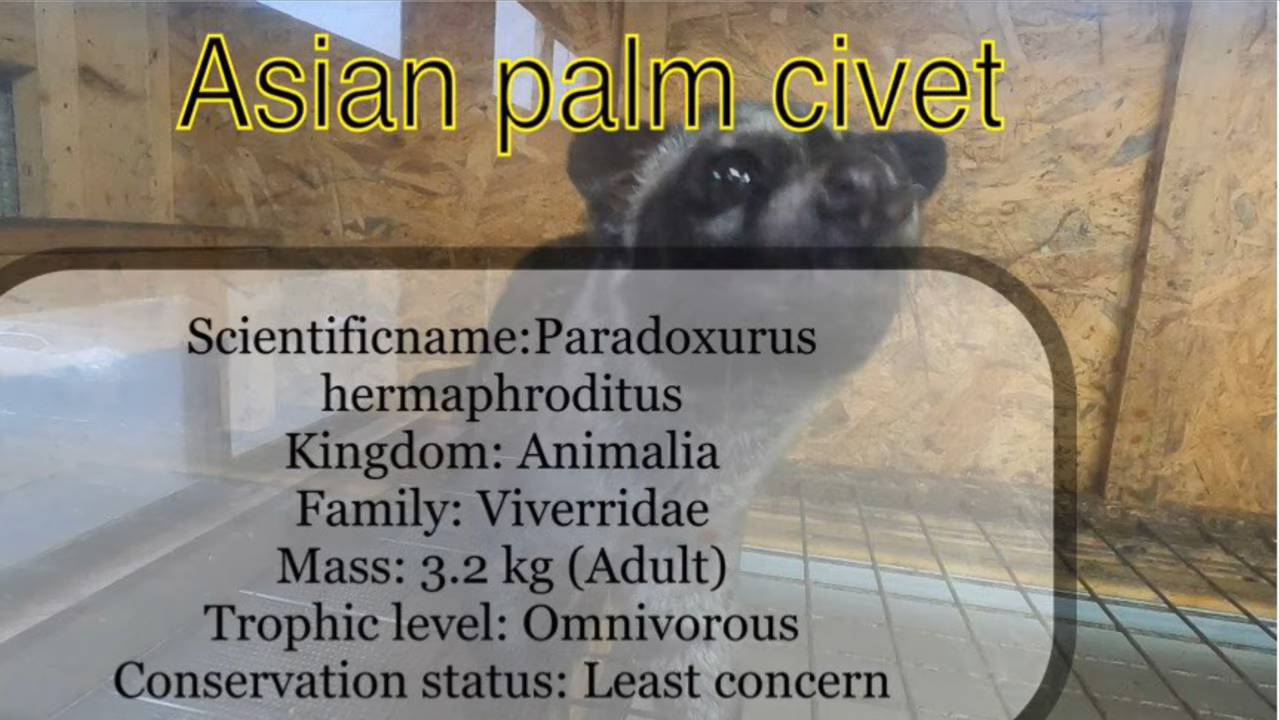 Asian palm civet
Scientificname:Paradoxurus
hermaphroditus
Kingdom: Animalia
Family: Viverridae
Mass: 3.2 kg (Adult)
Trophic level: Omnivorous
Conservation status: Least concern